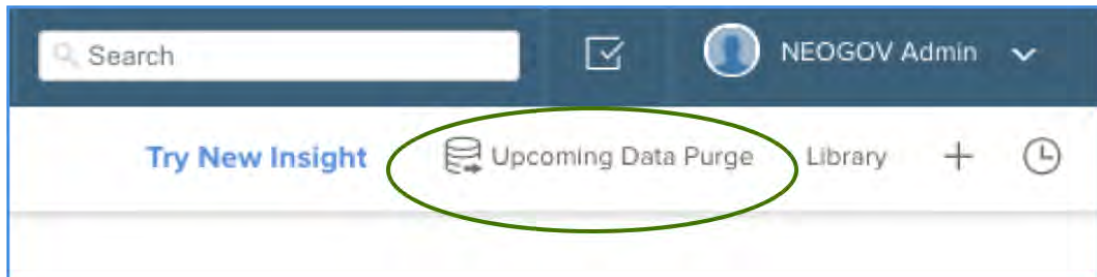 Search
NEOGOV Admin
Try New Insight
Upcoming Data Purge
Library